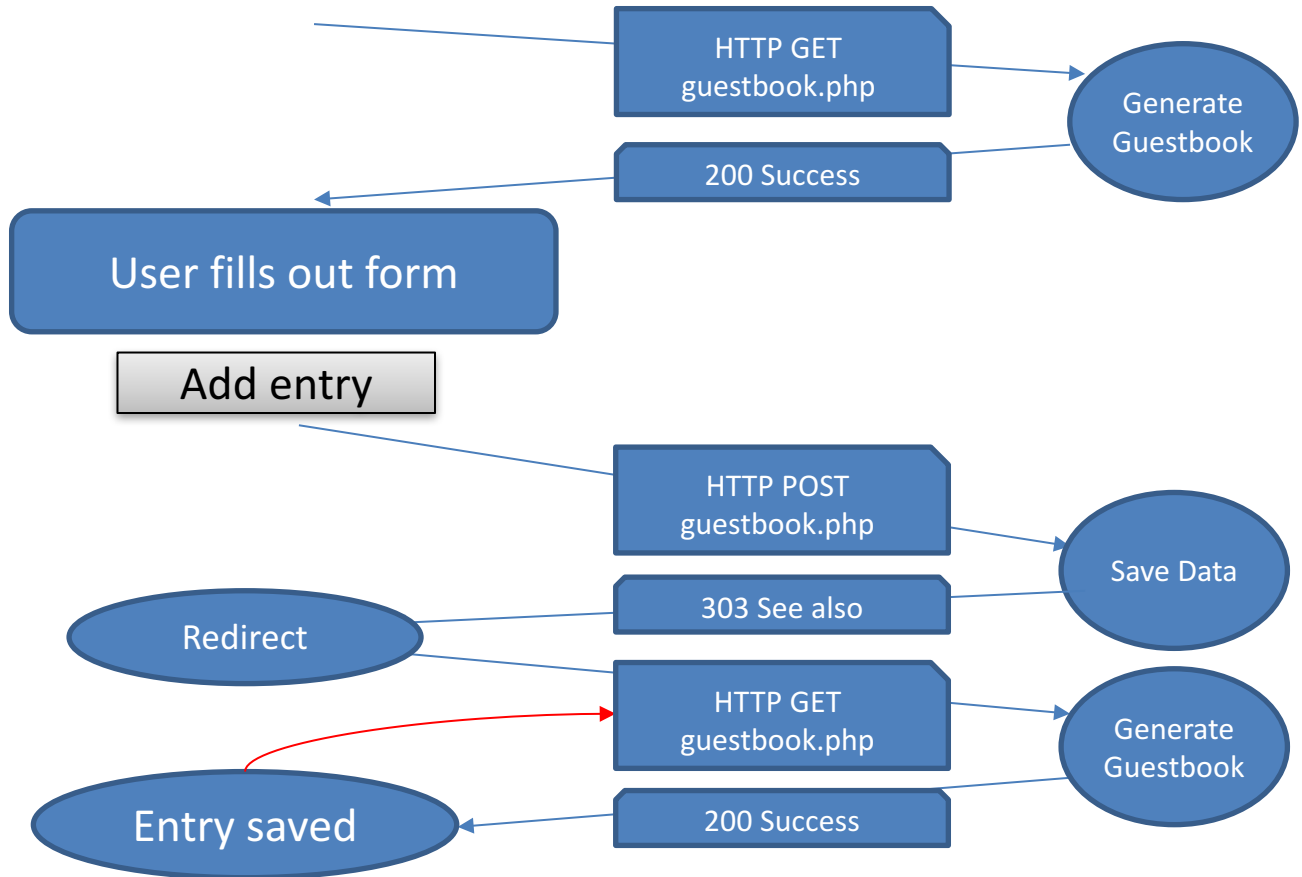 HTTP GET
guestbook.php
Generate
Guestbook
200 Success
User fills out form
Add entry
HTTP POST
guestbook.php
Save Data
303 See also
Redirect
HTTP GET
guestbook.php
Generate
Guestbook
200 Success
Entry saved